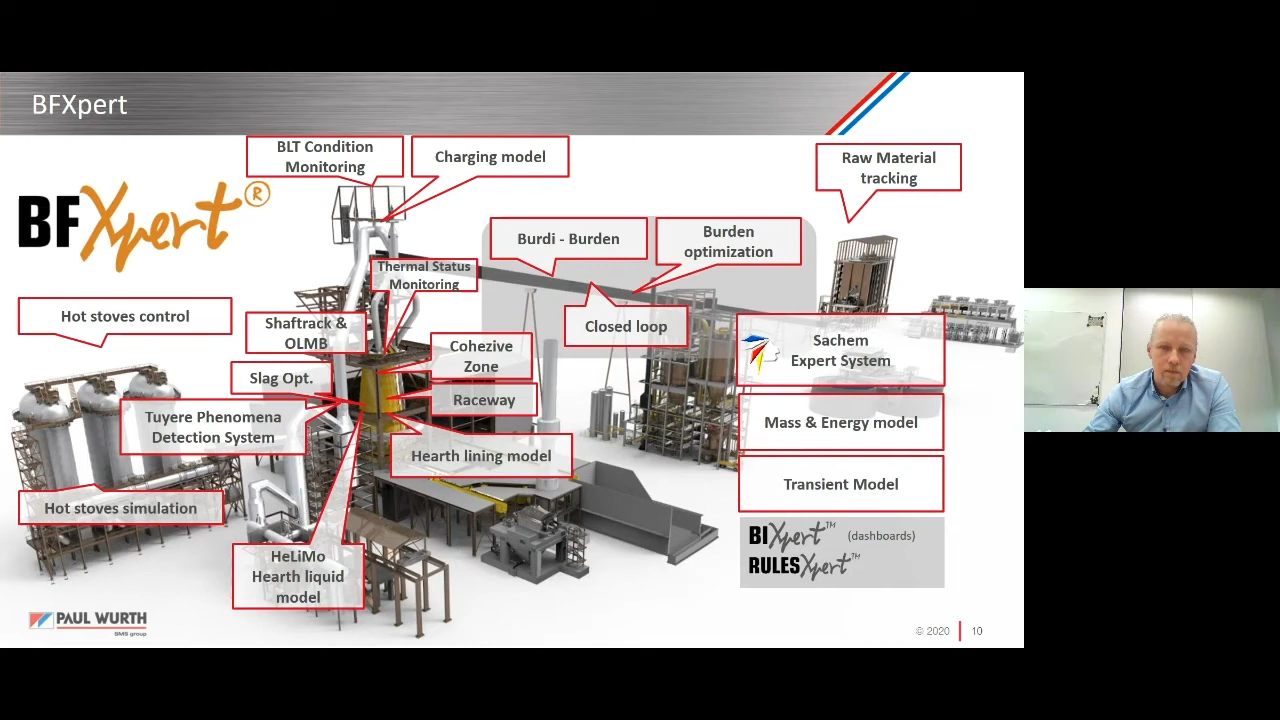 BFXpert
BLT Condition
Monitoring
Charging model
Raw Material
tracking
BFXpert®
Burdi - Burden
Burden
optimization
Thermal Status
Monitoring
Hot stoves control
Shaftrack &
OLMB
Closed loop
Cohezive
Zone
Sachem
Expert System
Slag Opt.
Raceway
Tuyere Phenomena
Detection System
Mass & Energy model
Hearth lining model
Transient Model
Hot stoves simulation
BIXpert™ (dashboards)
RULESXpert™
HeLiMo
Hearth liquid
model
PAUL WURTH
SMS group
© 2020
10